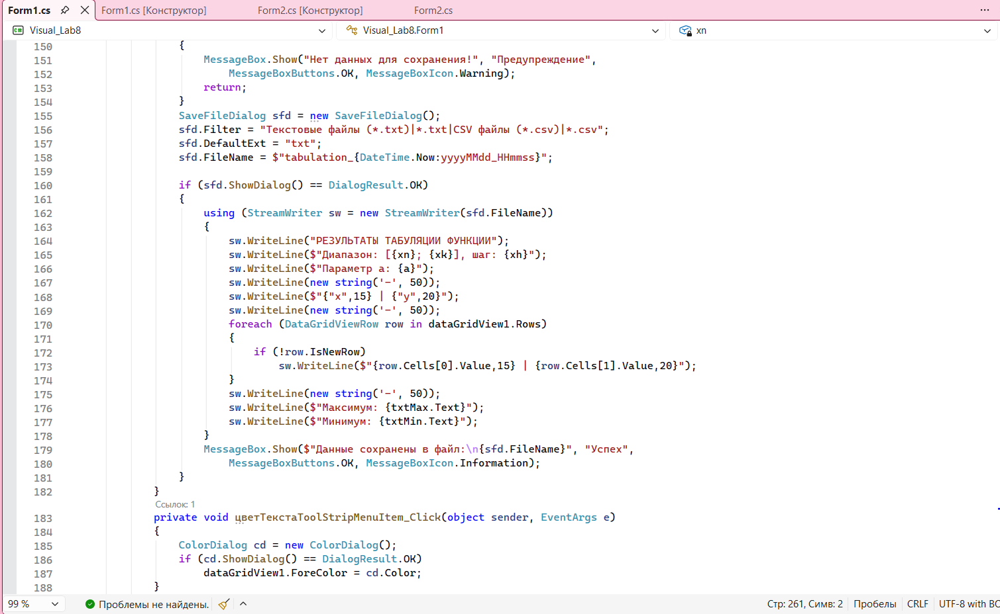 Form1.cs Form1.cs [Конструктор] Form2.cs [Конструктор] Form2.cs
Visual_Lab8 Visual_Lab8.Form1 xn
150 {
151 MessageBox.Show("Нет данных для сохранения!", "Предупреждение",
152 MessageBoxButtons.OK, MessageBoxIcon.Warning);
153 return;
154 }
155 SaveFileDialog sfd = new SaveFileDialog();
156 sfd.Filter = "Текстовые файлы (*.txt)|*.txt|CSV файлы (*.csv)|*.csv";
157 sfd.DefaultExt = "txt";
158 sfd.FileName = $"tabulation_{DateTime.Now:yyyyMMdd_HHmmss}";
159
160 if (sfd.ShowDialog() == DialogResult.OK)
161 {
162 using (StreamWriter sw = new StreamWriter(sfd.FileName))
163 {
164 sw.WriteLine("РЕЗУЛЬТАТЫ ТАБУЛЯЦИИ ФУНКЦИИ");
165 sw.WriteLine($"Диапазон: [{xn}; {xk}], шаг: {xh}");
166 sw.WriteLine($"Параметр a: {a}");
167 sw.WriteLine(new string('-', 50));
168 sw.WriteLine($"{"x",15} | {"y",20}");
169 sw.WriteLine(new string('-', 50));
170 foreach (DataGridViewRow row in dataGridView1.Rows)
171 {
172 if (!row.IsNewRow)
173 sw.WriteLine($"{row.Cells[0].Value,15} | {row.Cells[1].Value,20}");
174 }
175 sw.WriteLine(new string('-', 50));
176 sw.WriteLine($"Максимум: {txtMax.Text}");
177 sw.WriteLine($"Минимум: {txtMin.Text}");
178 }
179 MessageBox.Show($"Данные сохранены в файл:\n{sfd.FileName}", "Успех",
180 MessageBoxButtons.OK, MessageBoxIcon.Information);
181 }
182 }
Ссылок: 1
183 private void цветТекстаToolStripMenuItem_Click(object sender, EventArgs e)
184 {
185 ColorDialog cd = new ColorDialog();
186 if (cd.ShowDialog() == DialogResult.OK)
187 dataGridView1.ForeColor = cd.Color;
188 }
99 % Проблемы не найдены. Стр: 261, Симв: 2 Пробелы CRLF UTF-8 with BO